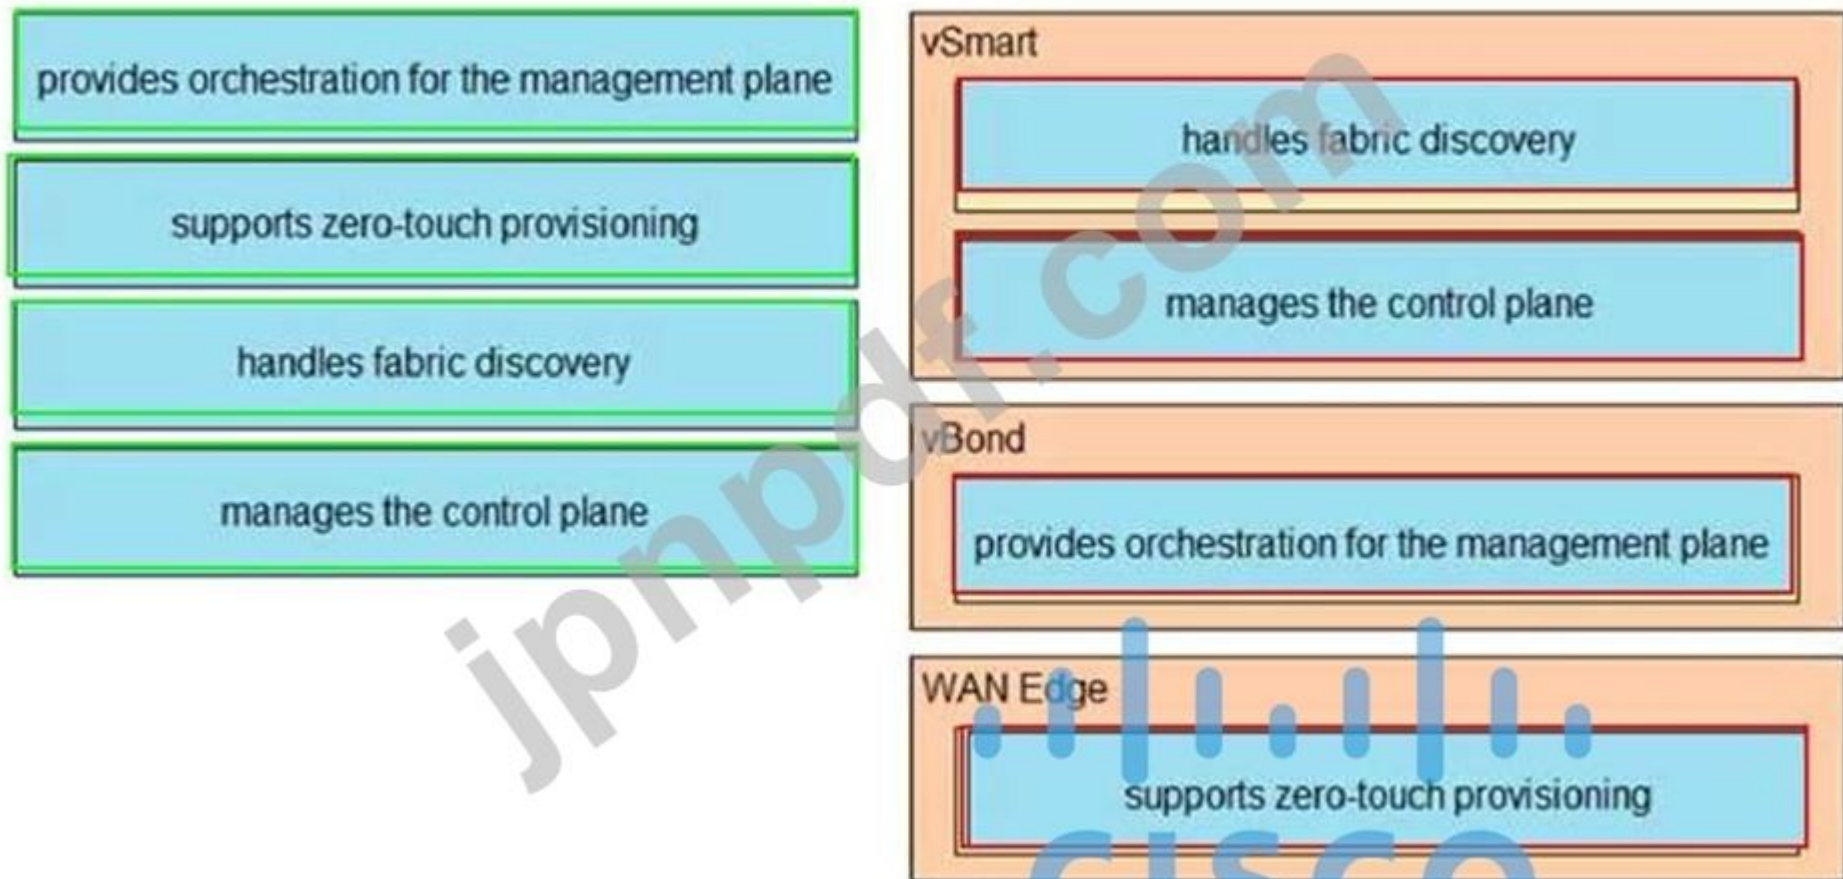 provides orchestration for the management plane
supports zero-touch provisioning
handles fabric discovery
manages the control plane
vSmart
handles fabric discovery
manages the control plane
vBond
provides orchestration for the management plane
WAN Edge
supports zero-touch provisioning
jpnpdf.com
CISCO